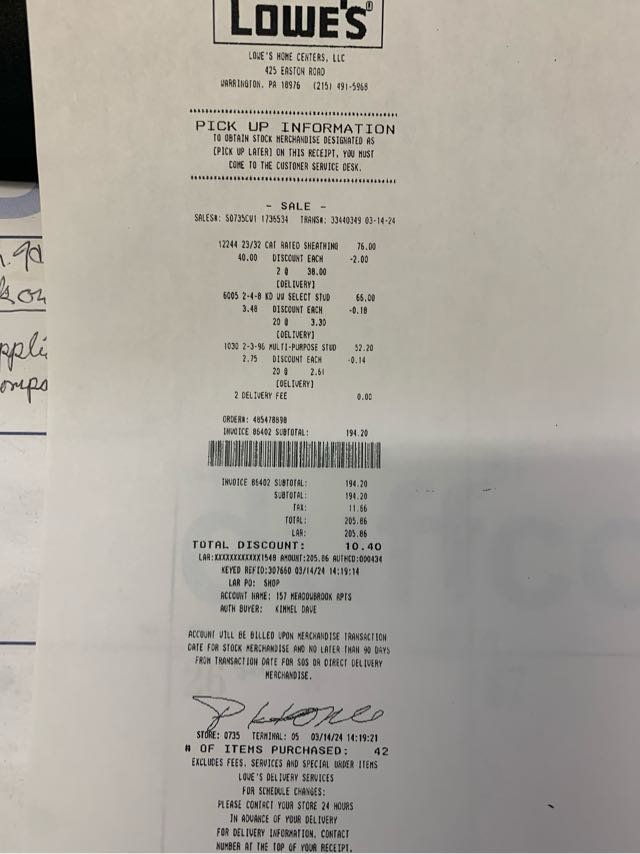 LOWE'S®
LOWE'S HOME CENTERS, LLC
425 EASTON ROAD
WARRINGTON, PA 18976 (215) 491-5968
PICK UP INFORMATION
TO OBTAIN STOCK MERCHANDISE DESIGNATED AS
[PICK UP LATER] ON THIS RECEIPT, YOU MUST
COME TO THE CUSTOMER SERVICE DESK.
- SALE -
SALES#: S0735CW1 1736534 TRANS#: 33440349 03-14-24
12244 23/32 CAT RATED SHEATHING 76.00
40.00 DISCOUNT EACH -2.00
2 @ 38.00
[DELIVERY]
6005 2-4-8 KD WW SELECT STUD 66.00
3.48 DISCOUNT EACH -0.18
20 @ 3.30
[DELIVERY]
1030 2-3-96 MULTI-PURPOSE STUD 52.20
2.75 DISCOUNT EACH -0.14
20 @ 2.61
[DELIVERY]
2 DELIVERY FEE 0.00
ORDER#: 485478898
INVOICE 86402 SUBTOTAL: 194.20
INVOICE 86402 SUBTOTAL: 194.20
SUBTOTAL: 194.20
TAX: 11.66
TOTAL: 205.86
LAR: 205.86
TOTAL DISCOUNT: 10.40
LAR:XXXXXXXXXXXX1548 AMOUNT:205.86 AUTHCD:000434
KEYED REFID:307660 03/14/24 14:19:14
LAR PO: SHOP
ACCOUNT NAME: 157 MEADOWBROOK APTS
AUTH BUYER: KIMMEL DAVE
ACCOUNT WILL BE BILLED UPON MERCHANDISE TRANSACTION
DATE FOR STOCK MERCHANDISE AND NO LATER THAN 90 DAYS
FROM TRANSACTION DATE FOR SOS OR DIRECT DELIVERY
MERCHANDISE.
STORE: 0735 TERMINAL: 05 03/14/24 14:19:21
# OF ITEMS PURCHASED: 42
EXCLUDES FEES, SERVICES AND SPECIAL ORDER ITEMS
LOWE'S DELIVERY SERVICES
FOR SCHEDULE CHANGES:
PLEASE CONTACT YOUR STORE 24 HOURS
IN ADVANCE OF YOUR DELIVERY
FOR DELIVERY INFORMATION, CONTACT
NUMBER AT THE TOP OF YOUR RECEIPT.